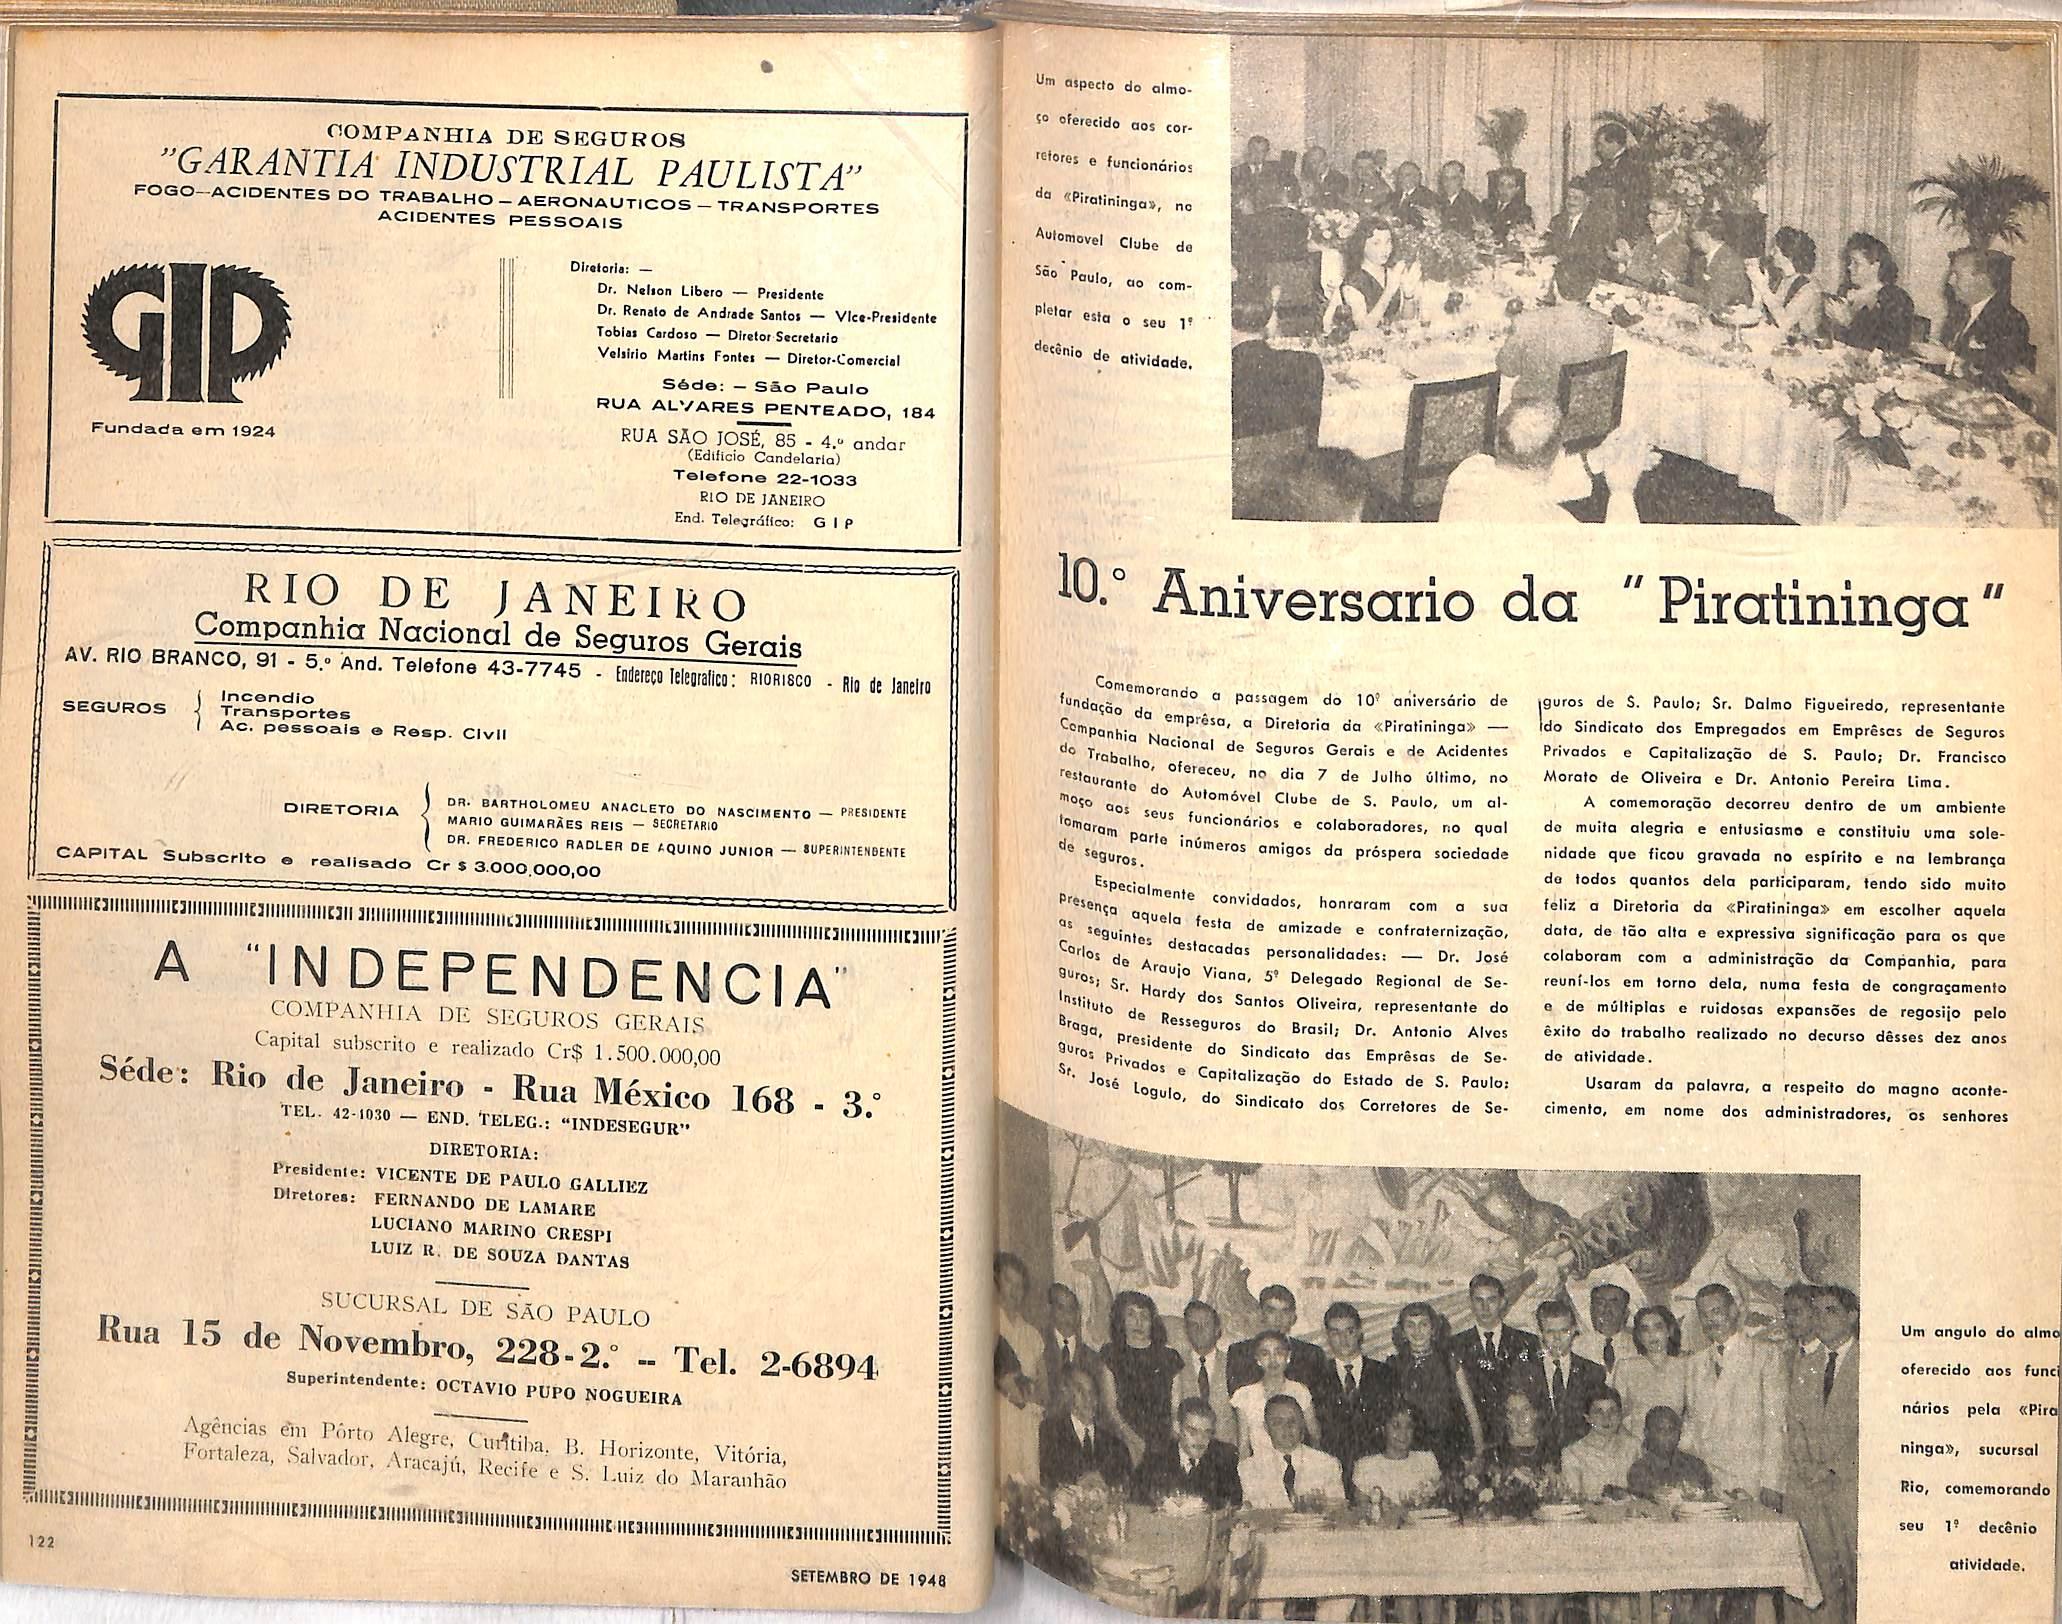 COMPANHIA DE SEGUROS
"GARANTIA INDUSTRIAL PAULISTA"
FOGO—ACIDENTES DO TRABALHO — AERONAUTICOS — TRANSPORTES
ACIDENTES PESSOAIS
GIP
Fundada em 1924
Diretoria: —
Dr. Nelson Libero — Presidente
Dr. Renato de Andrade Santos — Vice-Presidente
Tobias Cardoso — Diretor Secretario
Velsirio Martins Fontes — Diretor-Comercial
Séde: — São Paulo
RUA ALVARES PENTEADO, 184
RUA SÃO JOSÉ, 85 - 4.º andar
(Edificio Candelaria)
Telefone 22-1033
RIO DE JANEIRO
End. Telegráfico: G I P
RIO DE JANEIRO
Companhia Nacional de Seguros Gerais
AV. RIO BRANCO, 91 - 5.º And. Telefone 43-7745 - Endereço Telegrafico: RIORISCO - Rio de Janeiro
SEGUROS { Incendio
Transportes
Ac. pessoais e Resp. Civil
DIRETORIA { DR. BARTHOLOMEU ANACLETO DO NASCIMENTO — PRESIDENTE
MARIO GUIMARÃES REIS — SECRETARIO
DR. FREDERICO RADLER DE AQUINO JUNIOR — SUPERINTENDENTE
CAPITAL Subscrito e realisado Cr $ 3.000.000,00
A "INDEPENDENCIA"
COMPANHIA DE SEGUROS GERAIS
Capital subscrito e realizado Cr$ 1.500.000,00
Séde: Rio de Janeiro - Rua México 168 - 3.º
TEL. 42-1030 — END. TELEG.: "INDESEGUR"
DIRETORIA:
Presidente: VICENTE DE PAULO GALLIEZ
Diretores: FERNANDO DE LAMARE
LUCIANO MARINO CRESPI
LUIZ R. DE SOUZA DANTAS
SUCURSAL DE SÃO PAULO
Rua 15 de Novembro, 228-2.º -- Tel. 2-6894
Superintendente: OCTAVIO PUPO NOGUEIRA
Agências em Pôrto Alegre, Curitiba, B. Horizonte, Vitória,
Fortaleza, Salvador, Aracajú, Recife e S. Luiz do Maranhão
122
SETEMBRO DE 1948
Um aspecto do almo-
ço oferecido aos cor-
retores e funcionários
da «Piratininga», no
Automovel Clube de
São Paulo, ao com-
pletar esta o seu 1º
decênio de atividade.
10.º Aniversario da "Piratininga"
Comemorando a passagem do 10º aniversário de
fundação da emprêsa, a Diretoria da «Piratininga» —
Companhia Nacional de Seguros Gerais e de Acidentes
do Trabalho, ofereceu, no dia 7 de Julho último, no
restaurante do Automóvel Clube de S. Paulo, um al-
moço aos seus funcionários e colaboradores, no qual
tomaram parte inúmeros amigos da próspera sociedade
de seguros.
Especialmente convidados, honraram com a sua
presença aquela festa de amizade e confraternização,
as seguintes destacadas personalidades: — Dr. José
Carlos de Araujo Viana, 5º Delegado Regional de Se-
guros; Sr. Hardy dos Santos Oliveira, representante do
Instituto de Resseguros do Brasil; Dr. Antonio Alves
Braga, presidente do Sindicato das Emprêsas de Se-
guros Privados e Capitalização do Estado de S. Paulo;
Sr. José Logulo, do Sindicato dos Corretores de Se-
guros de S. Paulo; Sr. Dalmo Figueiredo, representante
do Sindicato dos Empregados em Emprêsas de Seguros
Privados e Capitalização de S. Paulo; Dr. Francisco
Morato de Oliveira e Dr. Antonio Pereira Lima.
A comemoração decorreu dentro de um ambiente
de muita alegria e entusiasmo e constituiu uma sole-
nidade que ficou gravada no espírito e na lembrança
de todos quantos dela participaram, tendo sido muito
feliz a Diretoria da «Piratininga» em escolher aquela
data, de tão alta e expressiva significação para os que
colaboram com a administração da Companhia, para
reuní-los em torno dela, numa festa de congraçamento
e de múltiplas e ruidosas expansões de regosijo pelo
êxito do trabalho realizado no decurso dêsses dez anos
de atividade.
Usaram da palavra, a respeito do magno aconte-
cimento, em nome dos administradores, os senhores
Um angulo do almo
oferecido aos funci
nários pela «Pira
ninga», sucursal
Rio, comemorando
seu 1º decênio
atividade.